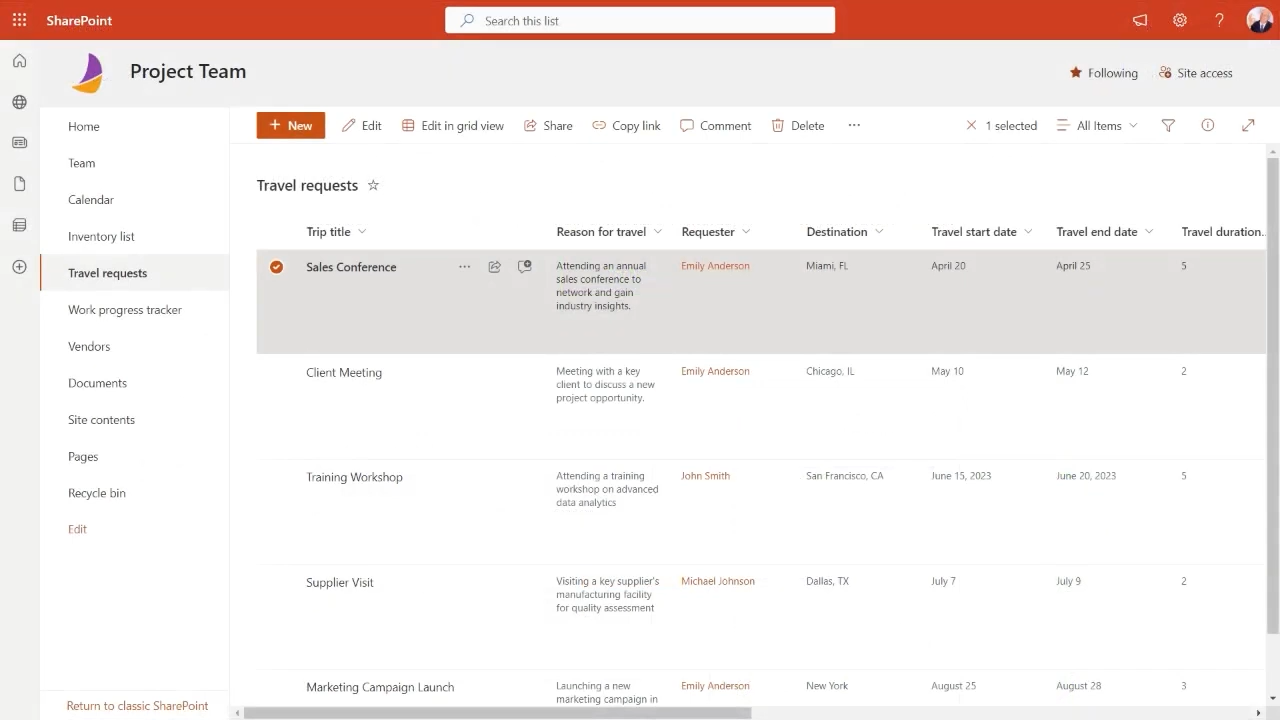 SharePoint
Search this list
Project Team
Following
Site access
Home
Team
Calendar
Inventory list
Travel requests
Work progress tracker
Vendors
Documents
Site contents
Pages
Recycle bin
Edit
Return to classic SharePoint
New
Edit
Edit in grid view
Share
Copy link
Comment
Delete
1 selected
All Items
Travel requests
Trip title
Reason for travel
Requester
Destination
Travel start date
Travel end date
Travel duration...
Sales Conference
Attending an annual
sales conference to
network and gain
industry insights.
Emily Anderson
Miami, FL
April 20
April 25
5
Client Meeting
Meeting with a key
client to discuss a new
project opportunity.
Emily Anderson
Chicago, IL
May 10
May 12
2
Training Workshop
Attending a training
workshop on advanced
data analytics
John Smith
San Francisco, CA
June 15, 2023
June 20, 2023
5
Supplier Visit
Visiting a key supplier's
manufacturing facility
for quality assessment
Michael Johnson
Dallas, TX
July 7
July 9
2
Marketing Campaign Launch
Launching a new
marketing campaign in
Emily Anderson
New York
August 25
August 28
3